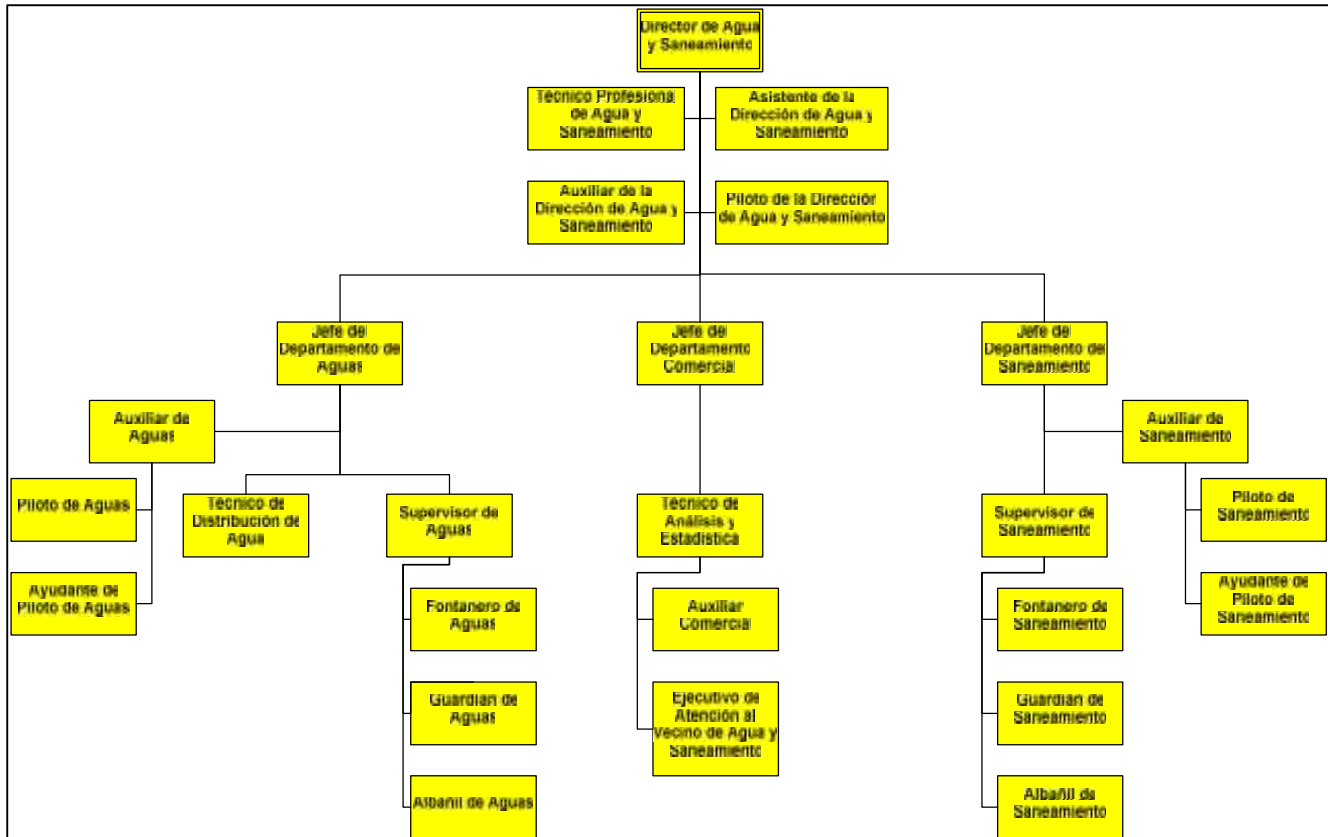 Director de Agua
y Saneamiento
Técnico Profesional
de Agua y
Saneamiento
Asistente de la
Dirección de Agua y
Saneamiento
Auxiliar de la
Dirección de Agua y
Saneamiento
Piloto de la Dirección
de Agua y Saneamiento
Jefe de
Departamento de
Aguas
Jefe de
Departamento
Comercial
Jefe de
Departamento de
Saneamiento
Auxiliar de
Aguas
Auxiliar de
Saneamiento
Piloto de Aguas
Técnico de
Distribución de
Agua
Supervisor de
Aguas
Técnico de
Análisis y
Estadística
Supervisor de
Saneamiento
Piloto de
Saneamiento
Ayudante de
Piloto de Aguas
Fontanero de
Aguas
Auxiliar
Comercial
Fontanero de
Saneamiento
Ayudante de
Piloto de
Saneamiento
Guardián de
Aguas
Ejecutivo de
Atención al
Vecino de Agua y
Saneamiento
Guardián de
Saneamiento
Albañil de Aguas
Albañil de
Saneamiento